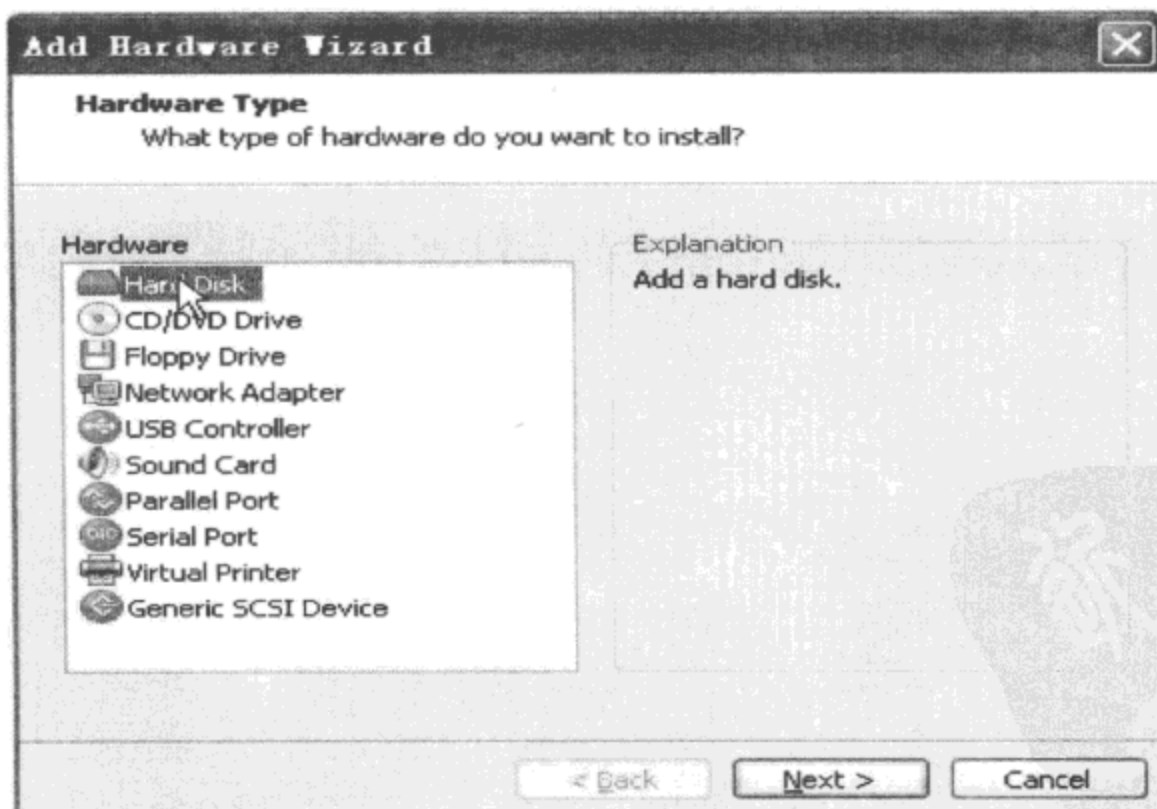 Add Hardware Wizard
Hardware Type
What type of hardware do you want to install?
Hardware
Hard Disk
CD/DVD Drive
Floppy Drive
Network Adapter
USB Controller
Sound Card
Parallel Port
Serial Port
Virtual Printer
Generic SCSI Device
Explanation
Add a hard disk.
< Back
Next >
Cancel